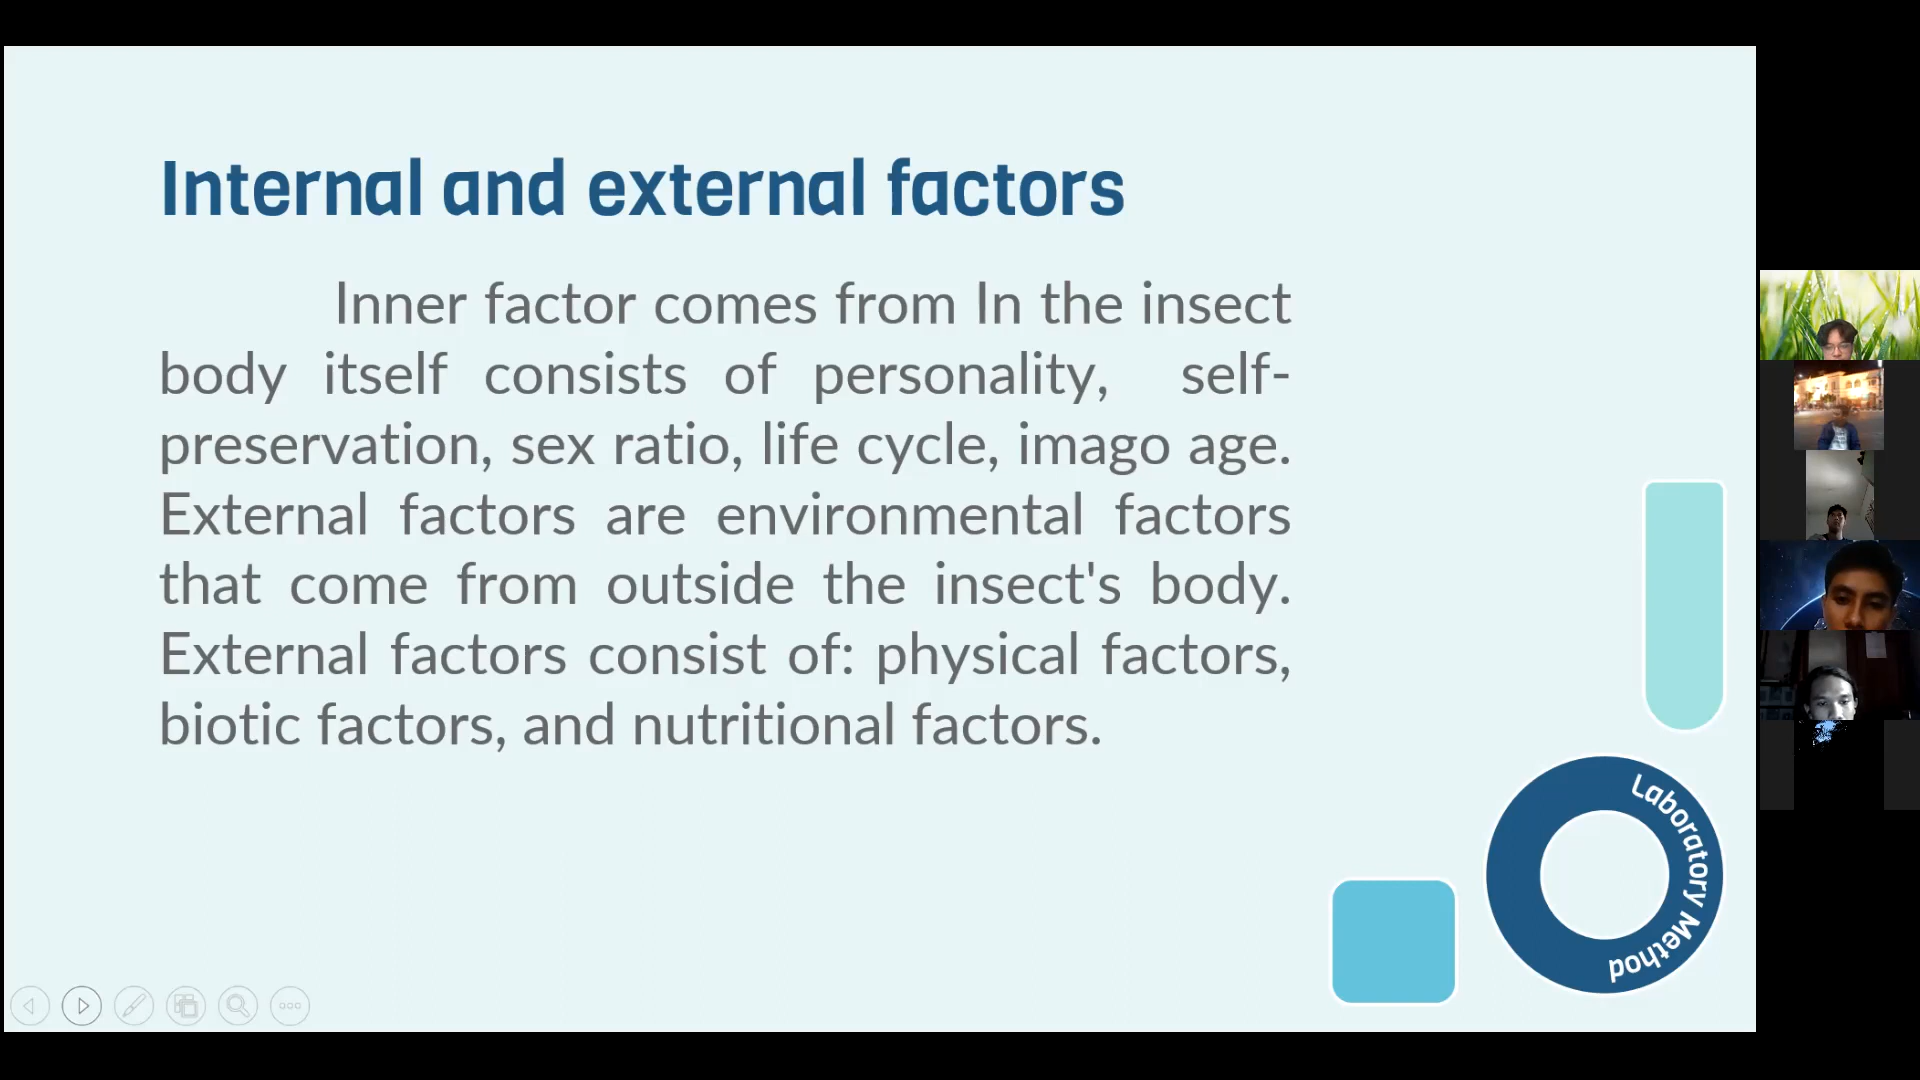 Internal and external factors
Inner factor comes from In the insect
body itself consists of personality, self-
preservation, sex ratio, life cycle, imago age.
External factors are environmental factors
that come from outside the insect's body.
External factors consist of: physical factors,
biotic factors, and nutritional factors.
Laboratory Method